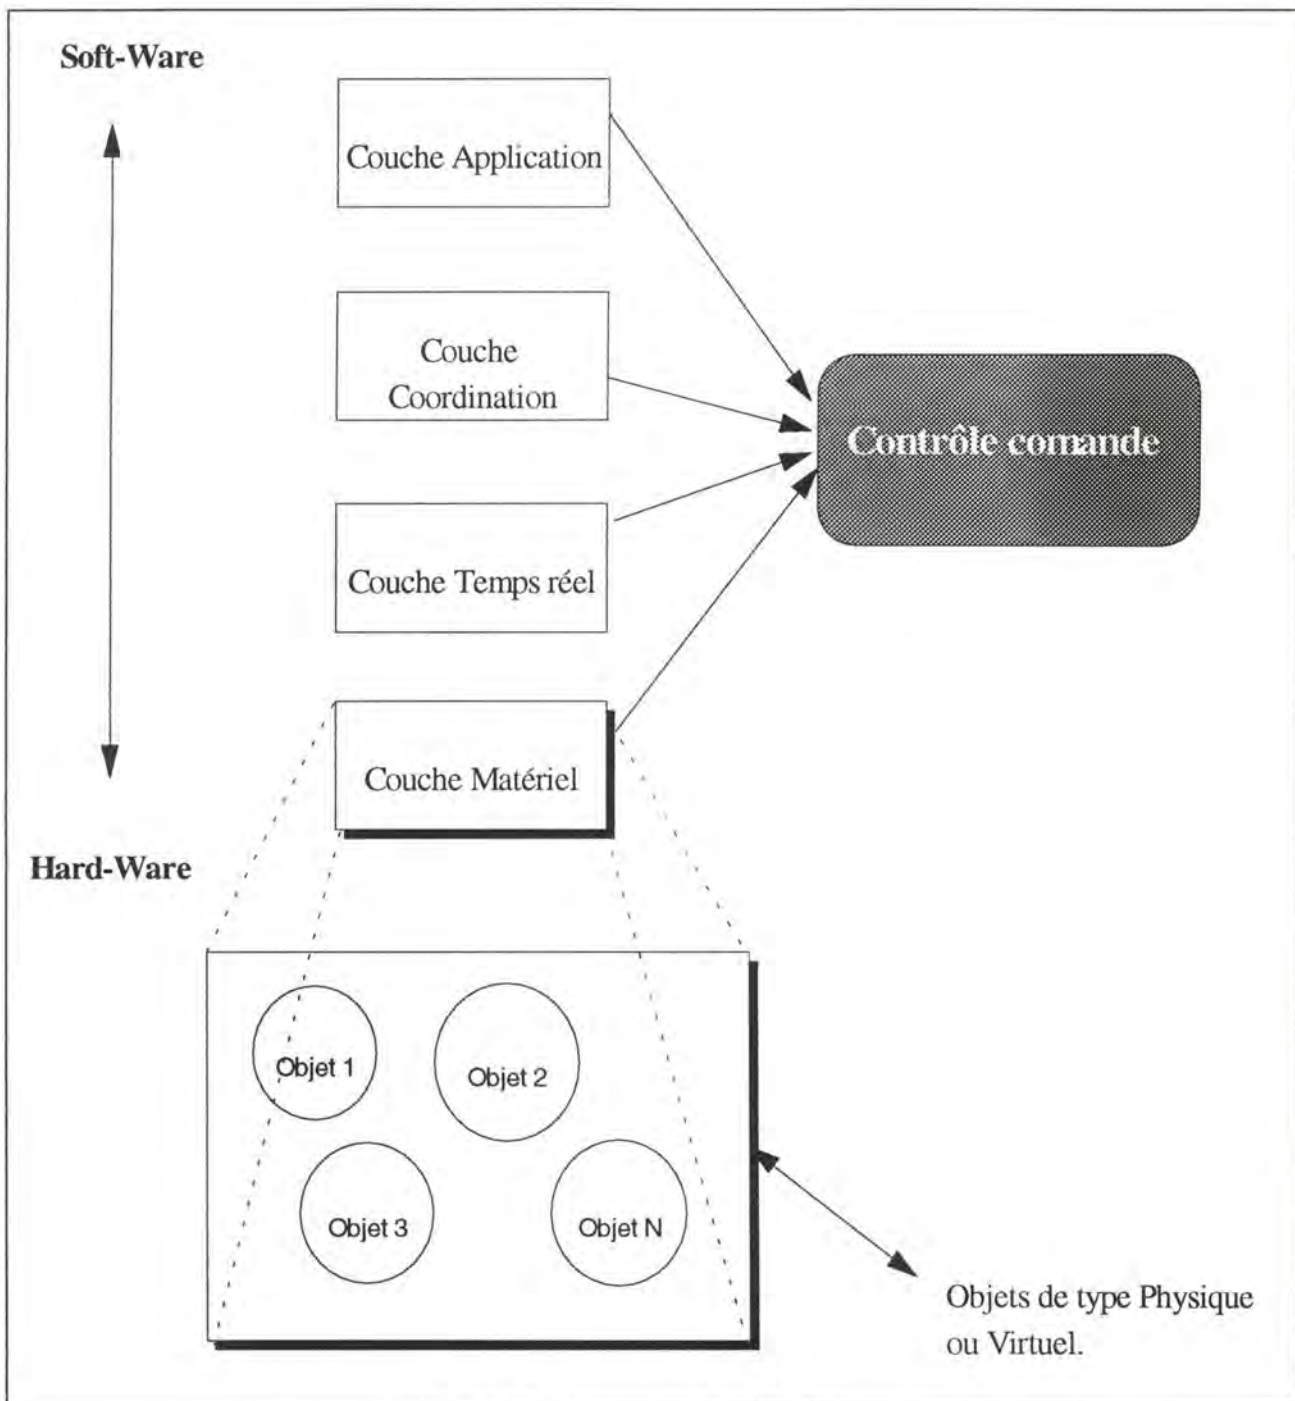 Soft-Ware
Couche Application
Couche
Coordination
Contrôle comande
Couche Temps réel
Couche Matériel
Hard-Ware
Objet 1
Objet 2
Objet 3
Objet N
Objets de type Physique
ou Virtuel.